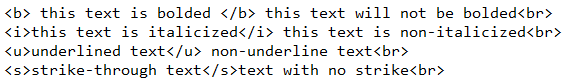 <b> this text is bolded </b> this text will not be bolded<br>
<i>this text is italicized</i> this text is non-italicized<br>
<u>underlined text</u> non-underline text<br>
<s>strike-through text</s>text with no strike<br>